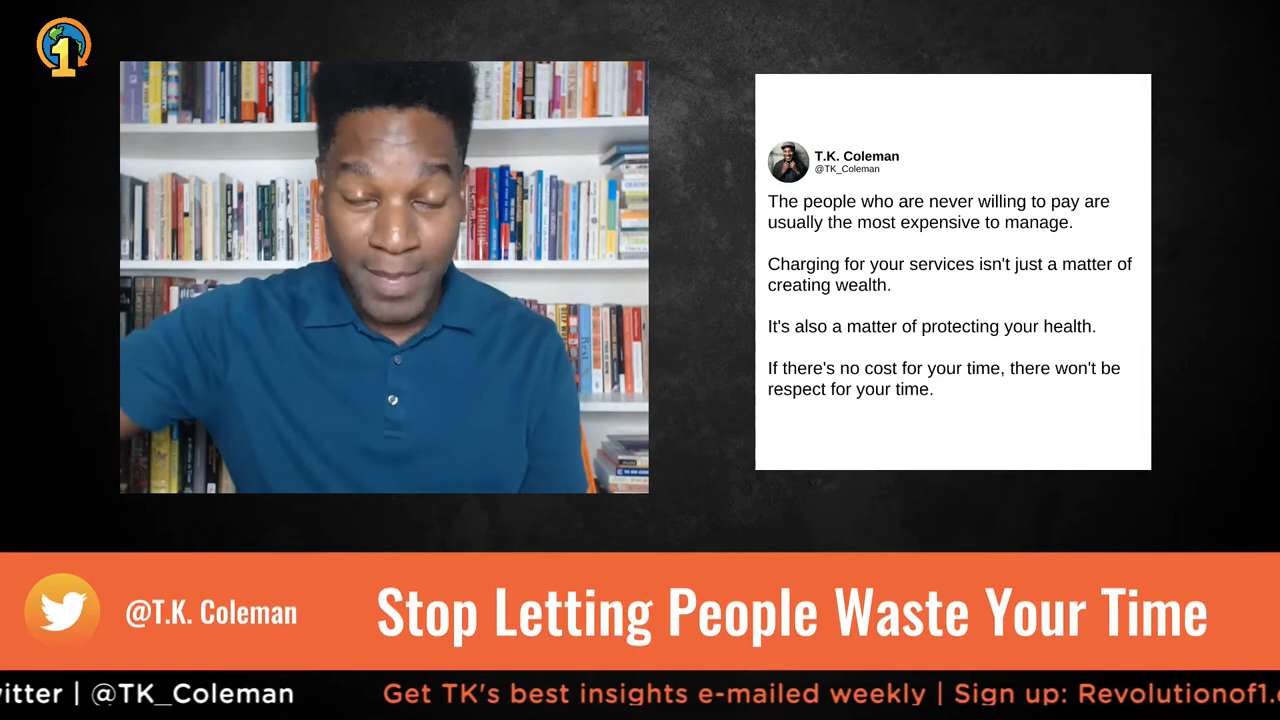 1
T.K. Coleman
@TK_Coleman
The people who are never willing to pay are
usually the most expensive to manage.
Charging for your services isn't just a matter of
creating wealth.
It's also a matter of protecting your health.
If there's no cost for your time, there won't be
respect for your time.
@T.K. Coleman
Stop Letting People Waste Your Time
itter | @TK_Coleman
Get TK's best insights e-mailed weekly | Sign up: Revolutionof1.